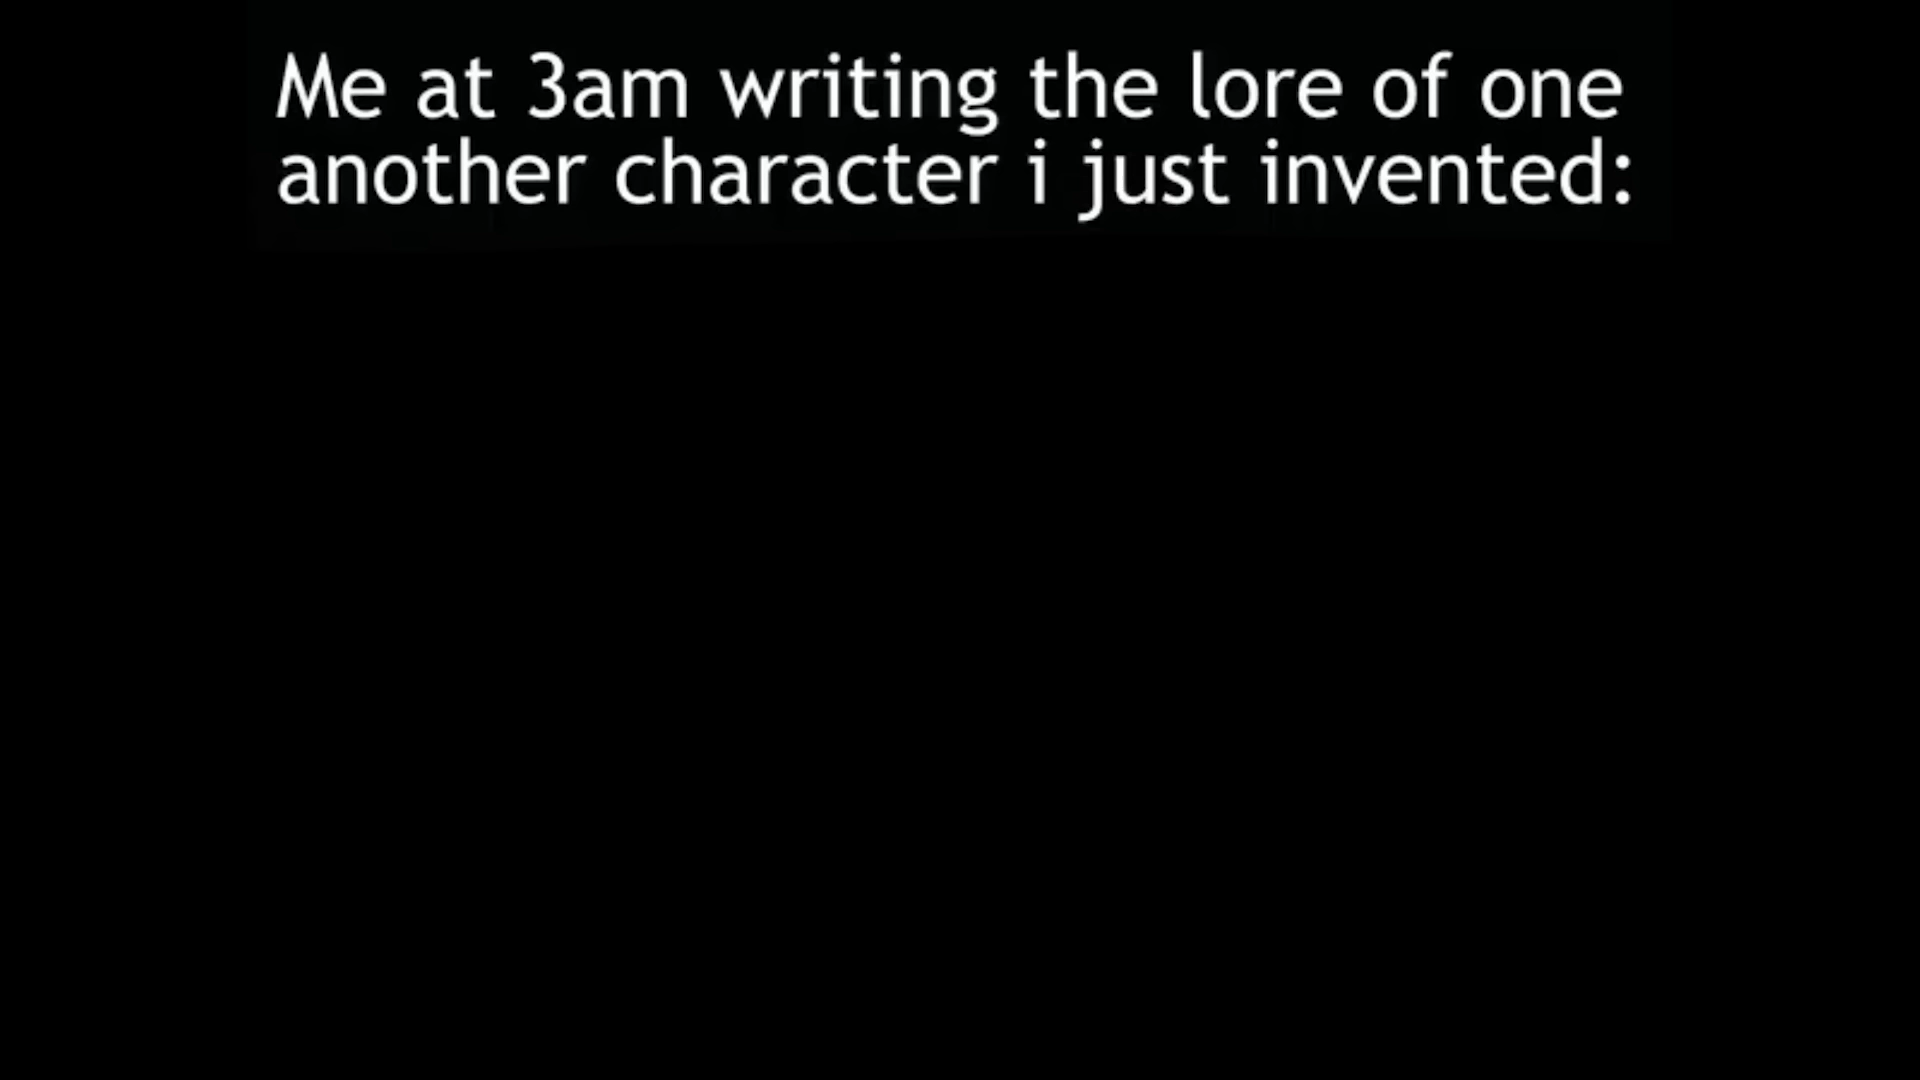 Me at 3am writing the lore of one
another character i just invented: